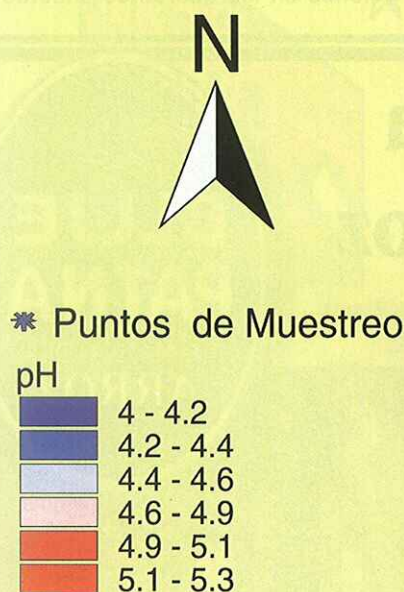 N
* Puntos de Muestreo
pH
4 - 4.2
4.2 - 4.4
4.4 - 4.6
4.6 - 4.9
4.9 - 5.1
5.1 - 5.3